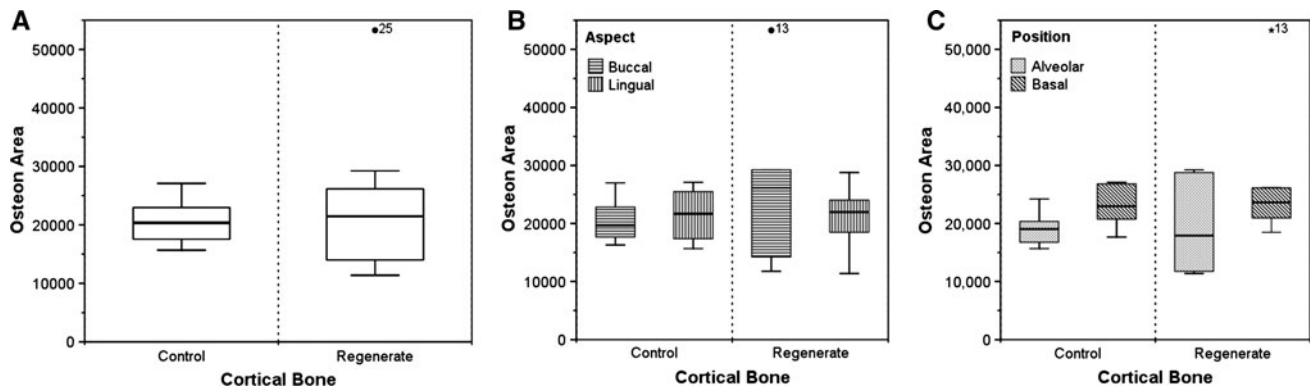 A
•25
50000
40000
30000
20000
10000
0
Osteon Area
Control
Regenerate
Cortical Bone
B
Aspect
Buccal
Lingual
•13
50000
40000
30000
20000
10000
0
Osteon Area
Control
Regenerate
Cortical Bone
C
Position
Alveolar
Basal
*13
50,000
40,000
30,000
20,000
10,000
0
Osteon Area
Control
Regenerate
Cortical Bone